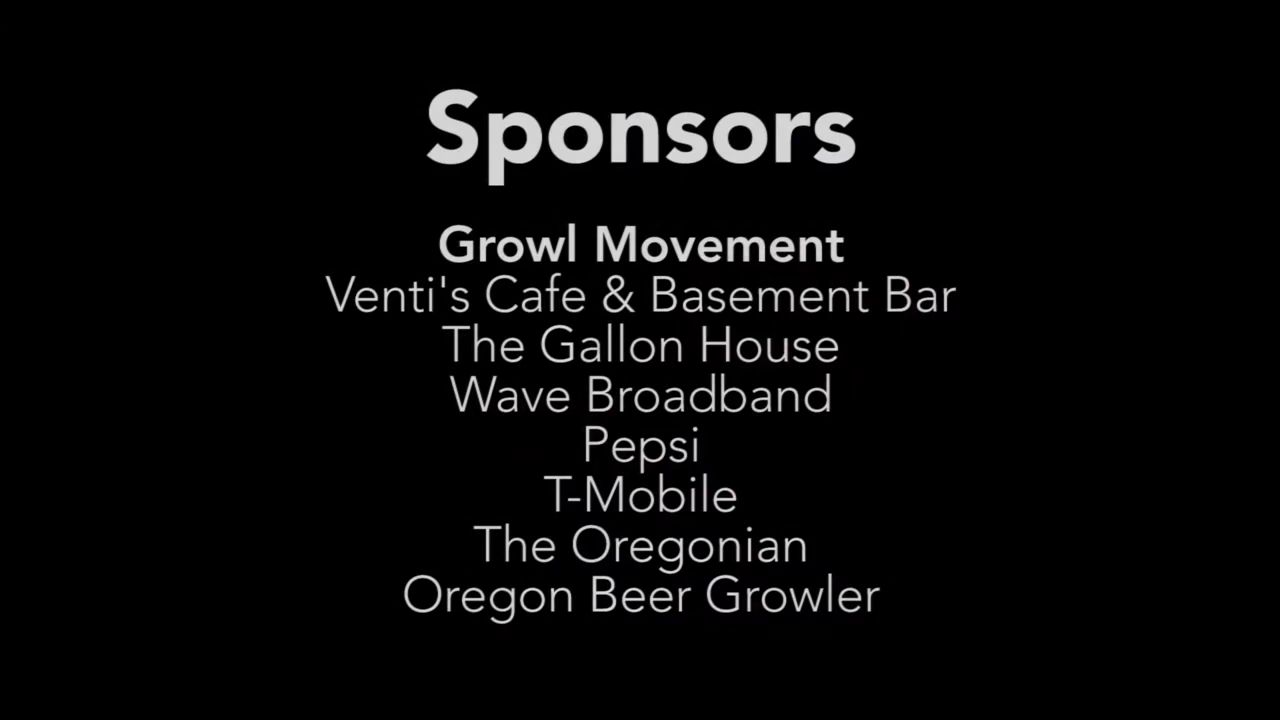 Sponsors
Growl Movement
Venti's Cafe & Basement Bar
The Gallon House
Wave Broadband
Pepsi
T-Mobile
The Oregonian
Oregon Beer Growler